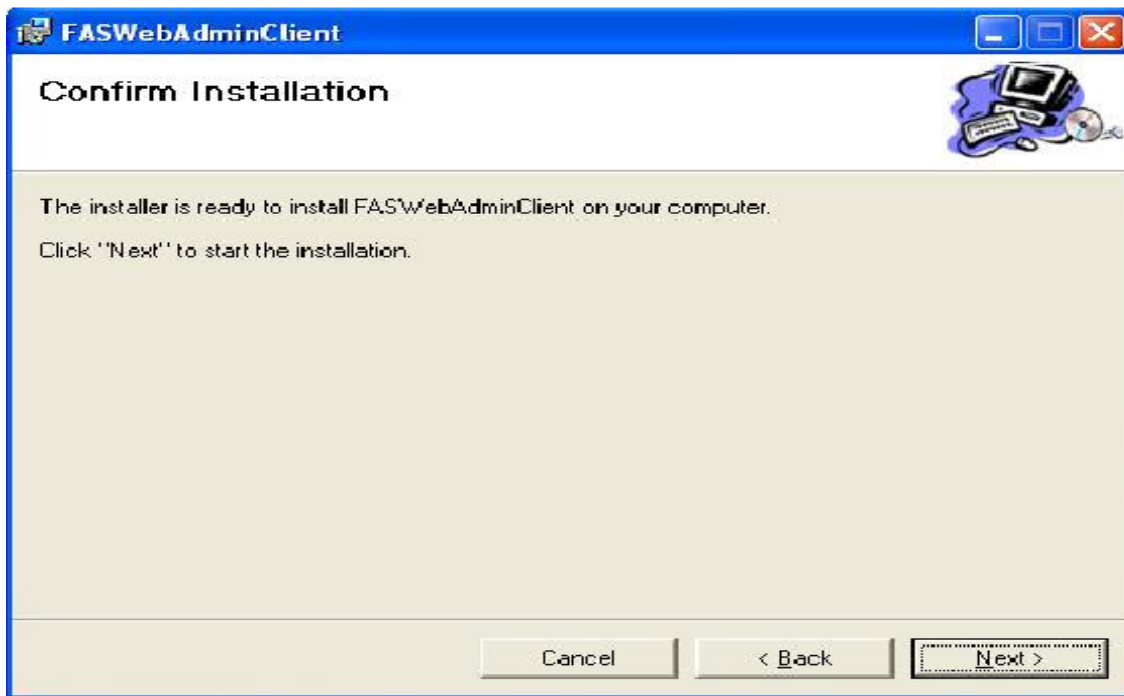 FASWebAdminClient
Confirm Installation
The installer is ready to install FASWebAdminClient on your computer.
Click "Next" to start the installation.
Cancel
< Back
Next >